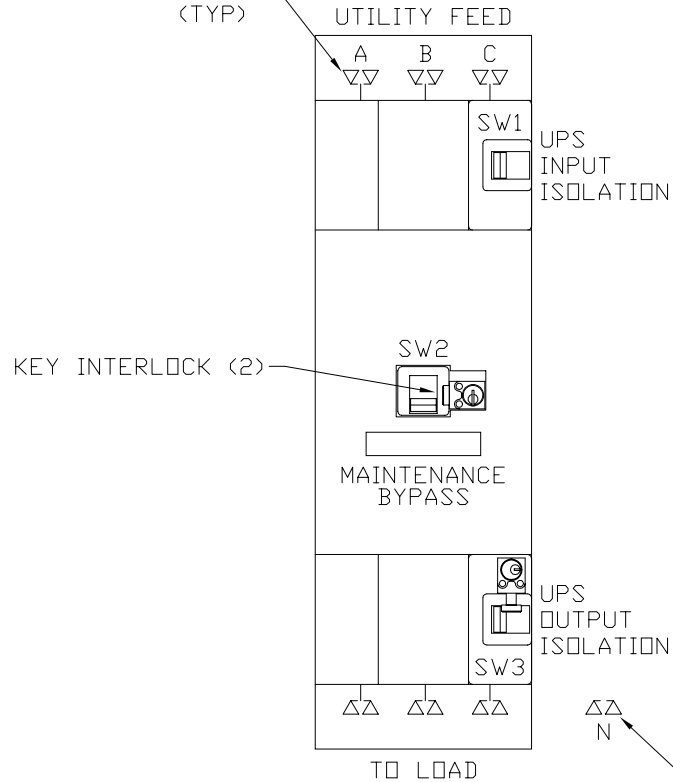 (TYP)
UTILITY FEED
A B C
SW1
UPS
INPUT
ISOLATION
KEY INTERLOCK (2)
SW2
MAINTENANCE
BYPASS
UPS
OUTPUT
ISOLATION
SW3
N
TO LOAD